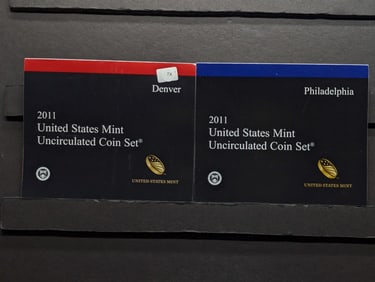 Denver
2011
United States Mint
Uncirculated Coin Set®
UNITED STATES MINT
Philadelphia
2011
United States Mint
Uncirculated Coin Set®
UNITED STATES MINT